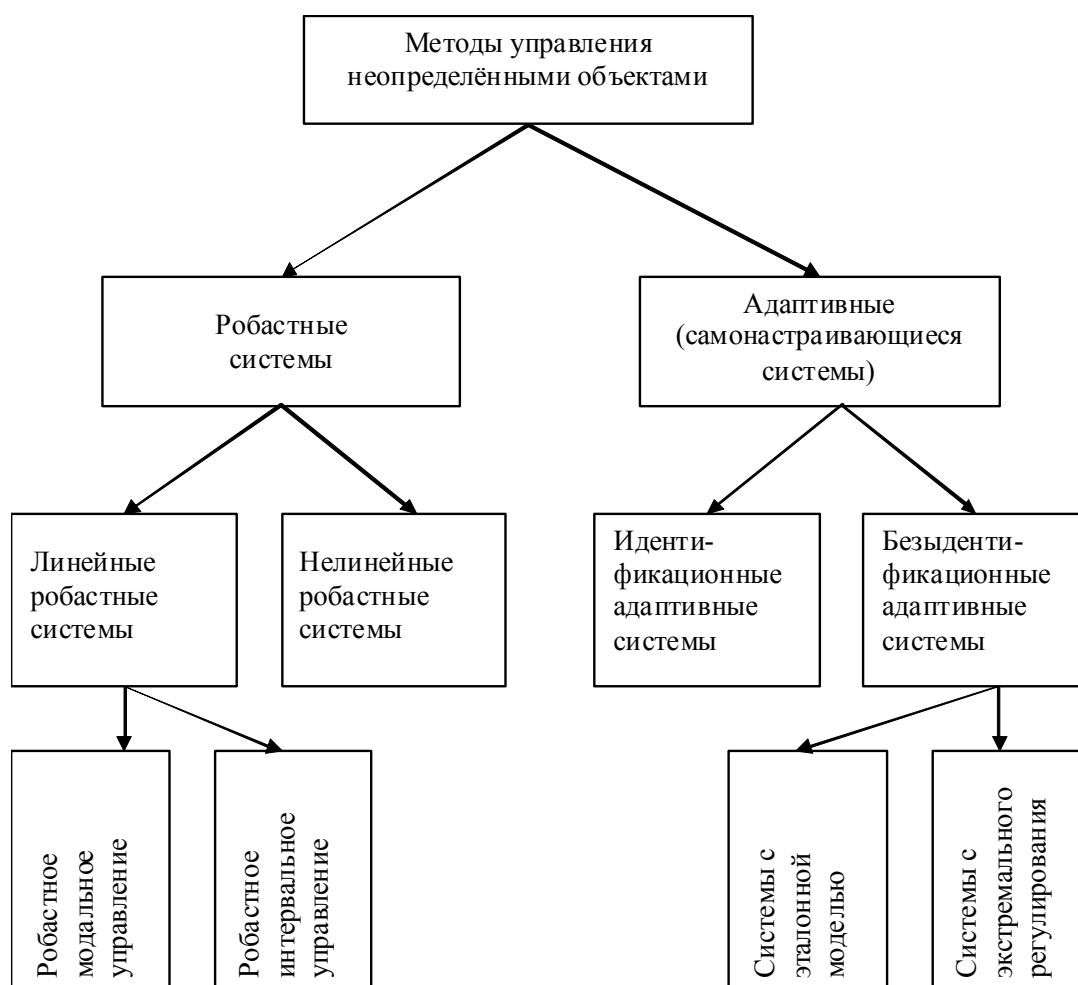 Методы управления
неопределёнными объектами
Робастные
системы
Адаптивные
(самонастраивающиеся
системы)
Линейные
робастные
системы
Нелинейные
робастные
системы
Иденти-
фикационные
адаптивные
системы
Безыденти-
фикационные
адаптивные
системы
Робастное
модальное
управление
Робастное
интервальное
управление
Системы с
эталонной
моделью
Системы с
экстремального
регулирования